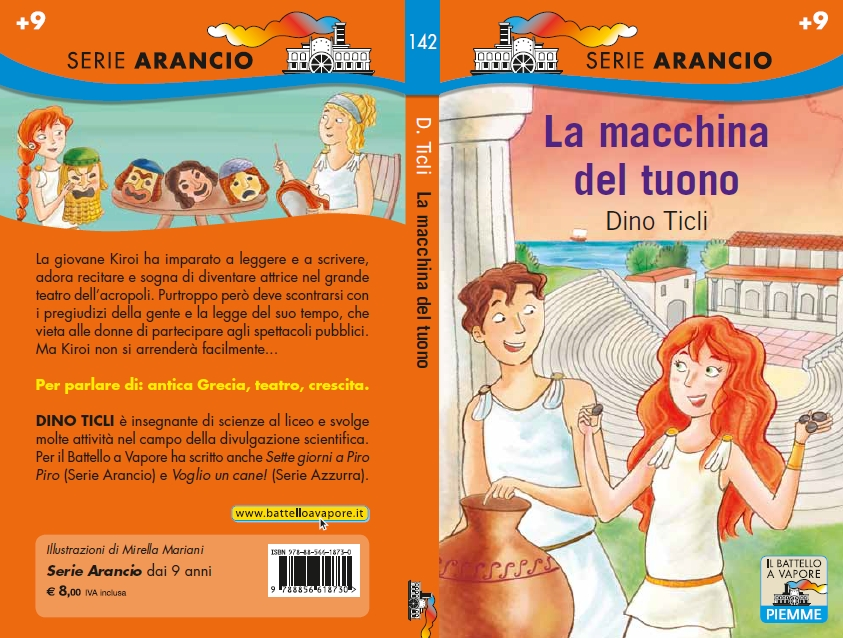 +9
SERIE ARANCIO
La giovane Kiroi ha imparato a leggere e a scrivere,
adora recitare e sogna di diventare attrice nel grande
teatro dell'acropoli. Purtroppo però deve scontrarsi con
i pregiudizi della gente e la legge del suo tempo, che
vieta alle donne di partecipare agli spettacoli pubblici.
Ma Kiroi non si arrenderà facilmente...
Per parlare di: antica Grecia, teatro, crescita.
DINO TICLI è insegnante di scienze al liceo e svolge
molte attività nel campo della divulgazione scientifica.
Per il Battello a Vapore ha scritto anche Sette giorni a Piro
Piro (Serie Arancio) e Voglio un cane! (Serie Azzurra).
www.battelloavapore.it
Illustrazioni di Mirella Mariani
Serie Arancio dai 9 anni
€ 8,00 IVA inclusa
ISBN 978-88-566-1873-0
9 788856 618730 >
142
D. Ticli La macchina del tuono
+9
SERIE ARANCIO
La macchina
del tuono
Dino Ticli
IL BATTELLO
A VAPORE
PIEMME